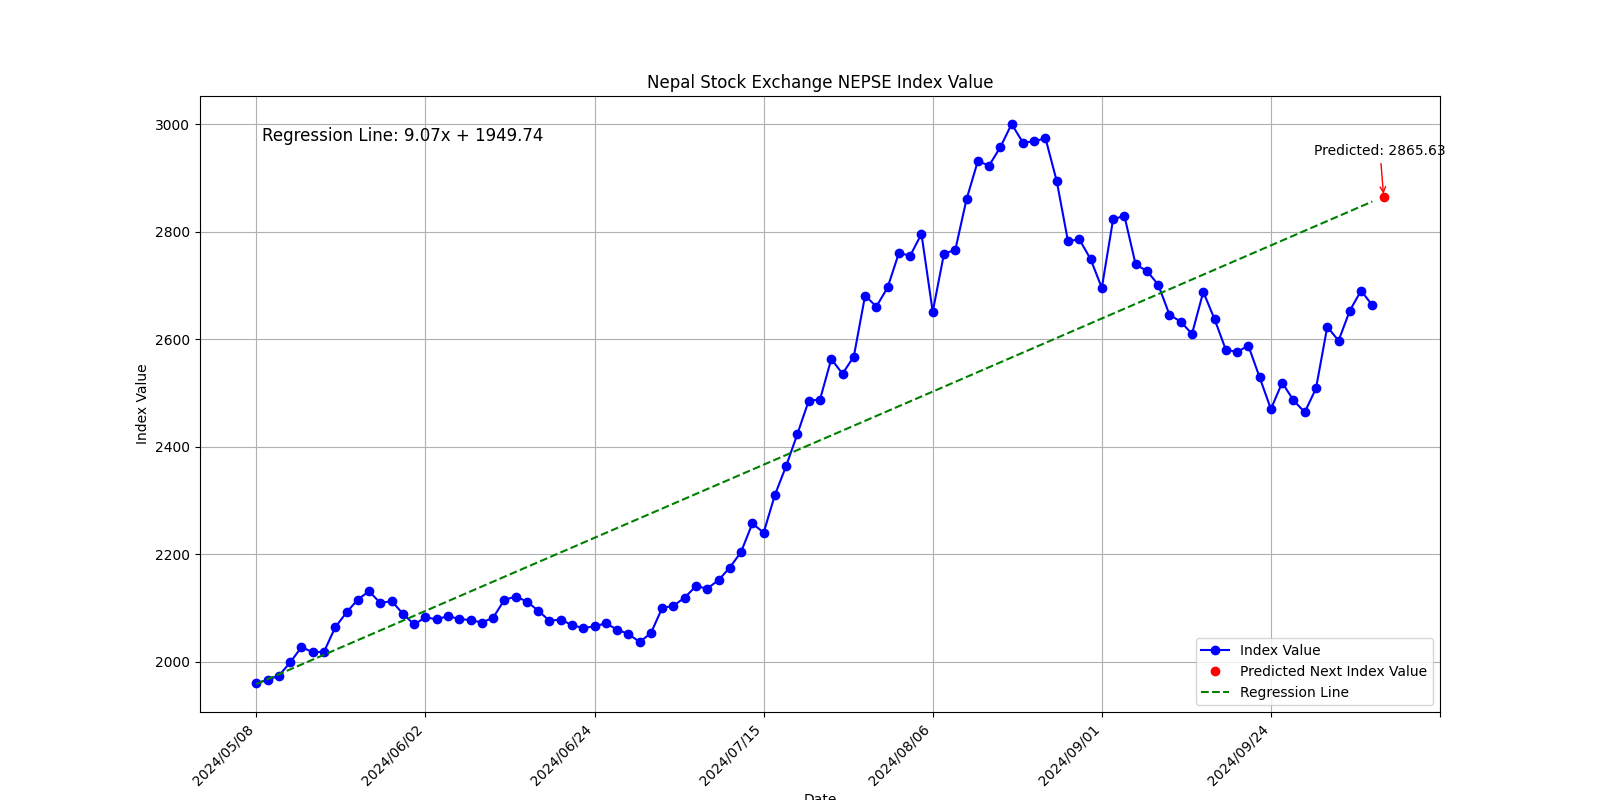 Nepal Stock Exchange NEPSE Index Value
3000
Regression Line: 9.07x + 1949.74
Predicted: 2865.63
2800
2600
Index Value
2400
2200
2000
Index Value
Predicted Next Index Value
Regression Line
2024/05/08
2024/06/02
2024/06/24
2024/07/15
2024/08/06
2024/09/01
2024/09/24
Date